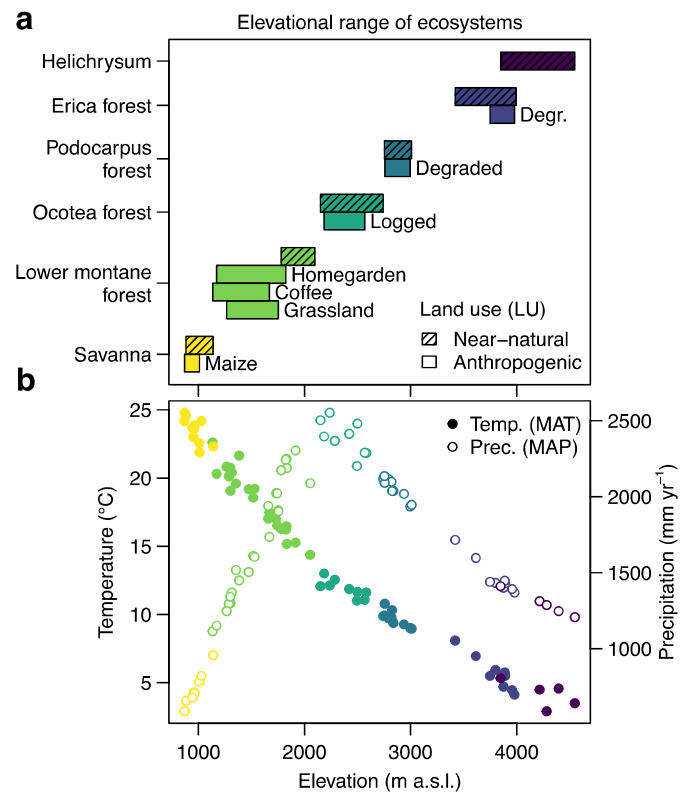 a
Elevational range of ecosystems
Helichrysum
Erica forest
Degr.
Podocarpus
forest
Degraded
Ocotea forest
Logged
Lower montane
forest
Homegarden
Coffee
Grassland
Savanna
Maize
Land use (LU)
Near−natural
Anthropogenic
b
Temp. (MAT)
Prec. (MAP)
Temperature (°C)
25
20
15
10
5
Precipitation (mm yr⁻¹)
2500
2000
1500
1000
1000 2000 3000 4000
Elevation (m a.s.l.)